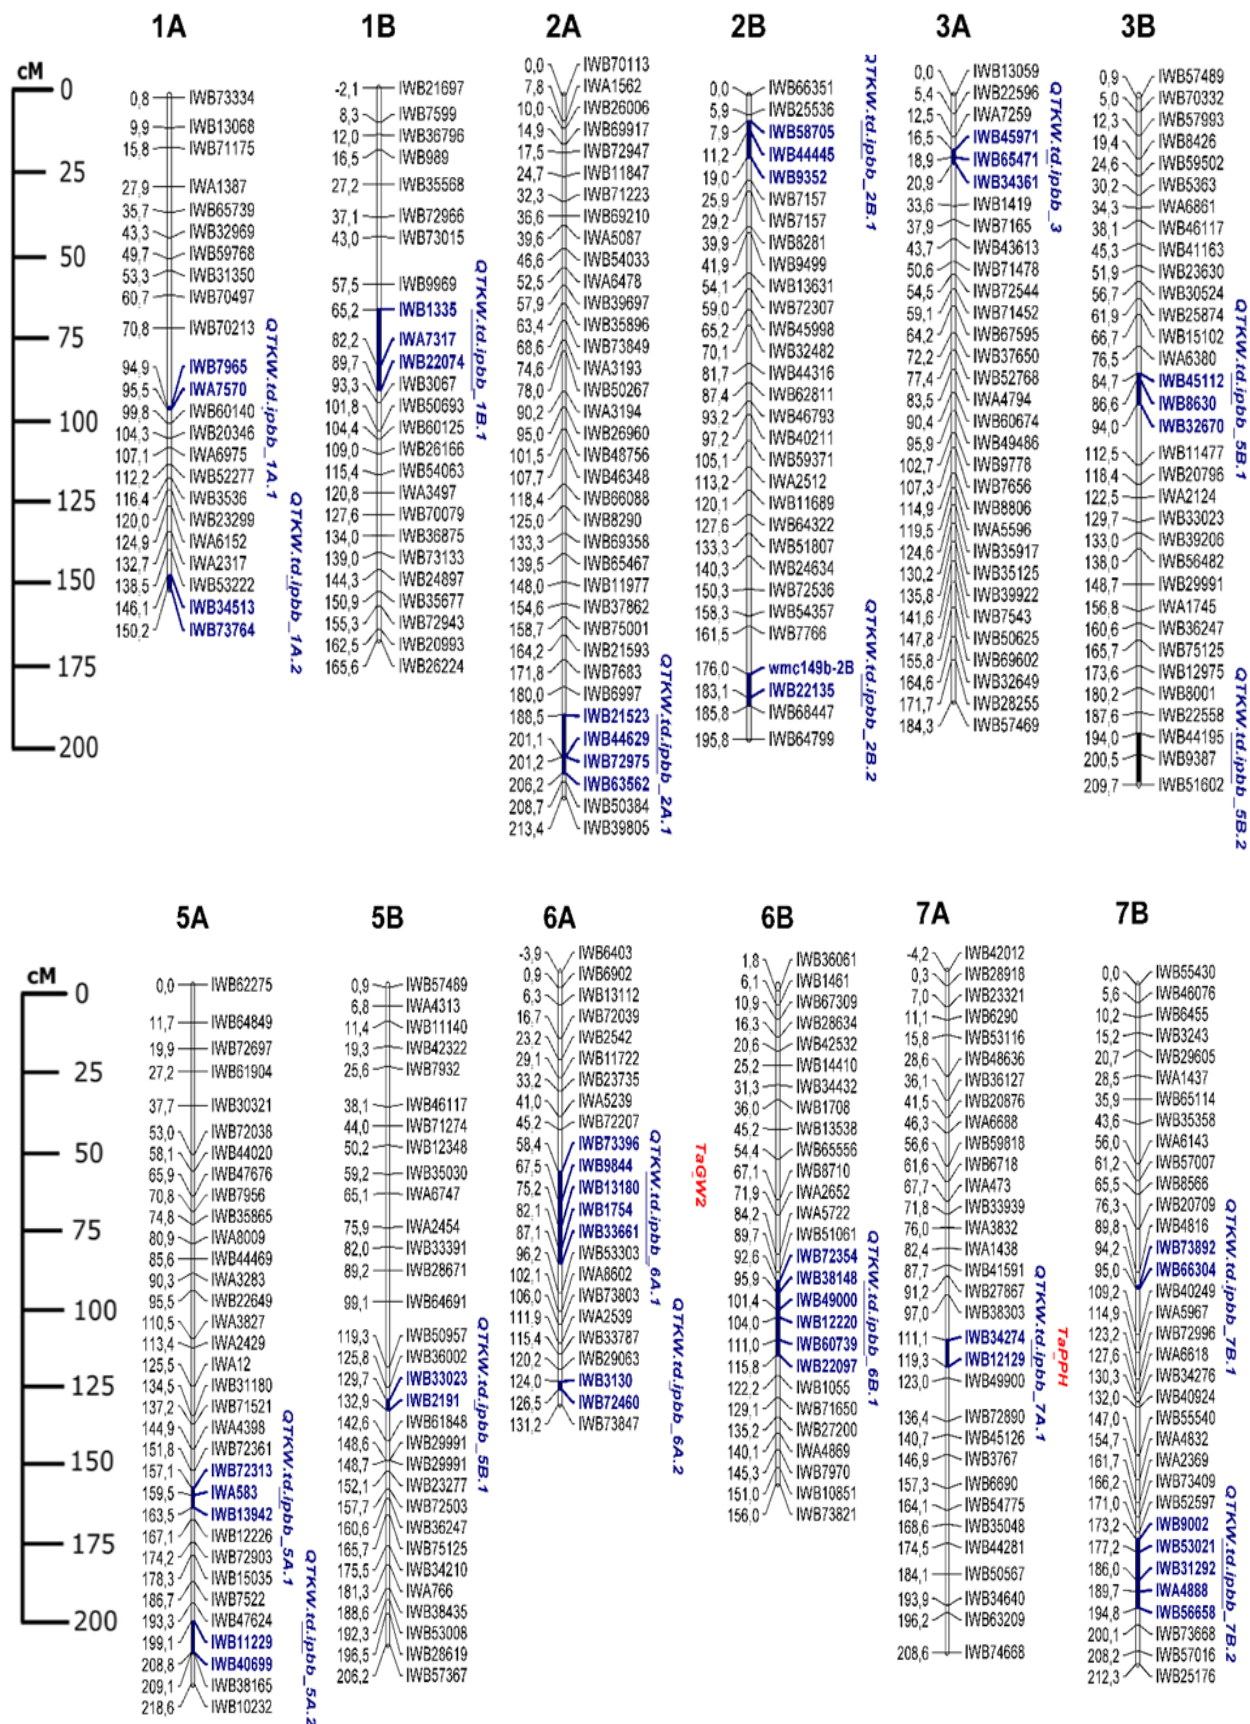 1A 1B 2A 2B 3A 3B
cM
0
25
50
75
100
125
150
175
200
0,8 IWB73334
9,9 IWB13068
15,8 IWB71175
27,9 IWA1387
35,7 IWB65739
43,3 IWB32969
49,7 IWB59768
53,3 IWB31350
60,7 IWB70497
70,8 IWB70213
94,9 IWB7965
95,5 IWA7570
99,8 IWB60140
104,3 IWB20346
107,1 IWA6975
112,2 IWB52277
116,4 IWB3536
120,0 IWB23299
124,9 IWA6152
132,7 IWA2317
138,5 IWB53222
146,1 IWB34513
150,2 IWB73764
QTKW.td.ipbb_1A.1
QTKW.td.ipbb_1A.2
-2,1 IWB21697
8,3 IWB7599
12,0 IWB36796
16,5 IWB989
27,2 IWB35568
37,1 IWB72966
43,0 IWB73015
57,5 IWB9969
65,2 IWB1335
82,2 IWA7317
89,7 IWB22074
93,3 IWB3067
101,8 IWB50693
104,4 IWB60125
109,0 IWB26166
115,4 IWB54063
120,8 IWA3497
127,6 IWB70079
134,0 IWB36875
139,0 IWB73133
144,3 IWB24897
150,9 IWB35677
155,3 IWB72943
162,5 IWB20993
165,6 IWB26224
QTKW.td.ipbb_1B.1
0,0 IWB70113
7,8 IWA1562
10,0 IWB26006
14,9 IWB69917
17,5 IWB72947
24,7 IWB11847
32,3 IWB71223
36,6 IWB69210
39,6 IWA5087
46,6 IWB54033
52,5 IWA6478
57,9 IWB39697
63,4 IWB35896
68,6 IWB73849
74,6 IWA3193
78,0 IWB50267
90,2 IWA3194
95,0 IWB26960
101,5 IWB48756
107,7 IWB46348
118,4 IWB66088
125,0 IWB8290
133,3 IWB69358
139,5 IWB65467
148,0 IWB11977
154,6 IWB37862
158,7 IWB75001
164,2 IWB21593
171,8 IWB7683
180,0 IWB6997
188,5 IWB21523
201,1 IWB44629
201,2 IWB72975
206,2 IWB63562
208,7 IWB50384
213,4 IWB39805
QTKW.td.ipbb_2A.1
0,0 IWB66351
5,9 IWB25536
7,9 IWB58705
11,2 IWB44445
19,0 IWB9352
25,9 IWB7157
29,2 IWB7157
39,9 IWB8281
41,9 IWB9499
54,1 IWB13631
59,0 IWB72307
65,2 IWB45998
70,1 IWB32482
81,7 IWB44316
87,4 IWB62811
93,2 IWB46793
97,2 IWB40211
105,1 IWB59371
113,2 IWA2512
120,1 IWB11689
127,6 IWB64322
133,3 IWB51807
140,3 IWB24634
150,3 IWB72536
158,3 IWB54357
161,5 IWB7766
176,0 wmc149b-2B
183,1 IWB22135
185,8 IWB68447
195,8 IWB64799
QTKW.td.ipbb_2B.1
QTKW.td.ipbb_2B.2
0,0 IWB13059
5,4 IWB22596
12,5 IWA7259
16,5 IWB45971
18,9 IWB65471
20,9 IWB34361
33,6 IWB1419
37,9 IWB7165
43,7 IWB43613
50,6 IWB71478
54,5 IWB72544
59,1 IWB71452
64,2 IWB67595
72,2 IWB37650
77,4 IWB52768
83,5 IWA4794
90,4 IWB60674
95,9 IWB49486
102,7 IWB9778
107,3 IWB7656
114,9 IWB8806
119,5 IWA5596
124,6 IWB35917
130,2 IWB35125
135,8 IWB39922
141,6 IWB7543
147,8 IWB50625
155,8 IWB69602
164,6 IWB32649
171,7 IWB28255
184,3 IWB57469
QTKW.td.ipbb_3
0,9 IWB57489
5,0 IWB70332
12,3 IWB57993
19,4 IWB8426
24,6 IWB59502
30,2 IWB5363
34,3 IWA6861
38,1 IWB46117
45,3 IWB41163
51,9 IWB23630
56,7 IWB30524
61,9 IWB25874
66,7 IWB15102
76,5 IWA6380
84,7 IWB45112
86,6 IWB8630
94,0 IWB32670
112,5 IWB11477
118,4 IWB20796
122,5 IWA2124
129,7 IWB33023
133,0 IWB39206
138,0 IWB56482
148,7 IWB29991
156,8 IWA1745
160,6 IWB36247
165,7 IWB75125
173,6 IWB12975
180,2 IWB8001
187,6 IWB22558
194,0 IWB44195
200,5 IWB9387
209,7 IWB51602
QTKW.td.ipbb_5B.1
QTKW.td.ipbb_5B.2
5A 5B 6A 6B 7A 7B
cM
0
25
50
75
100
125
150
175
200
0,0 IWB62275
11,7 IWB64849
19,9 IWB72697
27,2 IWB61904
37,7 IWB30321
53,0 IWB72038
58,1 IWB44020
65,9 IWB47676
70,8 IWB7956
74,8 IWB35865
80,9 IWA8009
85,6 IWB44469
90,3 IWA3283
95,5 IWB22649
110,5 IWA3827
113,4 IWA2429
125,5 IWA12
134,5 IWB31180
137,2 IWB71521
144,9 IWA4398
151,8 IWB72361
157,1 IWB72313
159,5 IWA583
163,5 IWB13942
167,1 IWB12226
174,2 IWB72903
178,3 IWB15035
186,7 IWB7522
193,3 IWB47624
199,1 IWB11229
208,8 IWB40699
209,1 IWB38165
218,6 IWB10232
QTKW.td.ipbb_5A.1
QTKW.td.ipbb_5A.2
0,9 IWB57489
6,8 IWA4313
11,4 IWB11140
19,3 IWB42322
25,6 IWB7932
38,1 IWB46117
44,0 IWB71274
50,2 IWB12348
59,2 IWB35030
65,1 IWA6747
75,9 IWA2454
82,0 IWB33391
89,2 IWB28671
99,1 IWB64691
119,3 IWB50957
125,8 IWB36002
129,7 IWB33023
132,9 IWB2191
142,6 IWB61848
148,6 IWB29991
148,7 IWB29991
152,1 IWB23277
157,7 IWB72503
160,6 IWB36247
165,7 IWB75125
175,5 IWB34210
181,3 IWA766
188,6 IWB38435
192,3 IWB53008
196,5 IWB28619
206,2 IWB57367
QTKW.td.ipbb_5B.1
-3,9 IWB6403
0,9 IWB6902
6,3 IWB13112
16,7 IWB72039
23,2 IWB2542
29,1 IWB11722
33,2 IWB23735
41,0 IWA5239
45,2 IWB72207
58,4 IWB73396
67,5 IWB9844
75,2 IWB13180
82,1 IWB1754
87,1 IWB33661
96,2 IWB53303
102,1 IWA8602
106,0 IWB73803
111,9 IWA2539
115,4 IWB33787
120,2 IWB29063
124,0 IWB3130
126,5 IWB72460
131,2 IWB73847
QTKW.td.ipbb_6A.1
QTKW.td.ipbb_6A.2
TaGW2
1,8 IWB36061
6,1 IWB1461
10,9 IWB67309
16,3 IWB28634
20,6 IWB42532
25,2 IWB14410
31,3 IWB34432
36,0 IWB1708
45,2 IWB13538
54,4 IWB65556
67,1 IWB8710
71,9 IWA2652
84,2 IWA5722
89,7 IWB51061
92,6 IWB72354
95,9 IWB38148
101,4 IWB49000
104,0 IWB12220
111,0 IWB60739
115,8 IWB22097
122,2 IWB1055
129,1 IWB71650
135,2 IWB27200
140,1 IWA4869
145,3 IWB7970
151,0 IWB10851
156,0 IWB73821
QTKW.td.ipbb_6B.1
-4,2 IWB42012
0,3 IWB28918
7,0 IWB23321
11,1 IWB6290
15,8 IWB53116
28,6 IWB48636
36,1 IWB36127
41,5 IWB20876
46,3 IWA6688
56,6 IWB59818
61,6 IWB6718
67,7 IWA473
71,8 IWB33939
76,0 IWA3832
82,4 IWA1438
87,7 IWB41591
91,2 IWB27867
97,0 IWB38303
111,1 IWB34274
119,3 IWB12129
123,0 IWB49900
136,4 IWB72890
140,7 IWB45126
146,9 IWB3767
157,3 IWB6690
164,1 IWB54775
168,6 IWB35048
174,5 IWB44281
184,1 IWB50567
193,9 IWB34640
196,2 IWB63209
208,6 IWB74668
QTKW.td.ipbb_7A.1
TaPPH
0,0 IWB55430
5,6 IWB46076
10,2 IWB6455
15,2 IWB3243
20,7 IWB29605
28,5 IWA1437
35,9 IWB65114
43,6 IWB35358
56,0 IWA6143
61,2 IWB57007
65,5 IWB8566
76,3 IWB20709
89,8 IWB4816
94,2 IWB73892
95,0 IWB66304
109,2 IWB40249
114,9 IWA5967
123,2 IWB72996
127,6 IWA6618
130,3 IWB34276
132,0 IWB40924
147,0 IWB55540
154,7 IWA4832
161,7 IWA2369
166,2 IWB73409
171,0 IWB52597
173,2 IWB9002
177,2 IWB53021
186,0 IWB31292
189,7 IWA4888
194,8 IWB56658
200,1 IWB73668
208,2 IWB57016
212,3 IWB25176
QTKW.td.ipbb_7B.1
QTKW.td.ipbb_7B.2